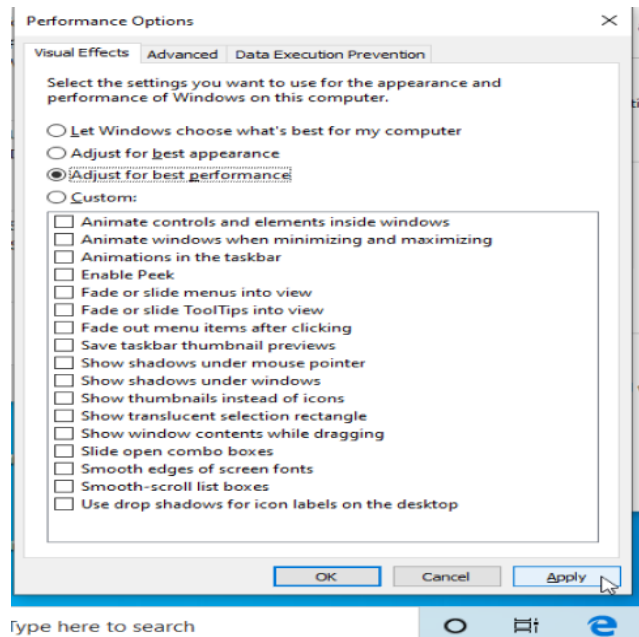 Performance Options
Visual Effects Advanced Data Execution Prevention
Select the settings you want to use for the appearance and
performance of Windows on this computer.
Let Windows choose what's best for my computer
Adjust for best appearance
Adjust for best performance
Custom:
Animate controls and elements inside windows
Animate windows when minimizing and maximizing
Animations in the taskbar
Enable Peek
Fade or slide menus into view
Fade or slide ToolTips into view
Fade out menu items after clicking
Save taskbar thumbnail previews
Show shadows under mouse pointer
Show shadows under windows
Show thumbnails instead of icons
Show translucent selection rectangle
Show window contents while dragging
Slide open combo boxes
Smooth edges of screen fonts
Smooth-scroll list boxes
Use drop shadows for icon labels on the desktop
OK Cancel Apply
Type here to search